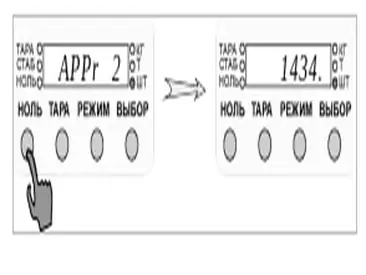 ТАРА
СТАБ.
НОЛЬ
APPr 2
КГ
Т
ШТ
НОЛЬ ТАРА РЕЖИМ ВЫБОР
ТАРА
СТАБ.
НОЛЬ
1434.
КГ
Т
ШТ
НОЛЬ ТАРА РЕЖИМ ВЫБОР